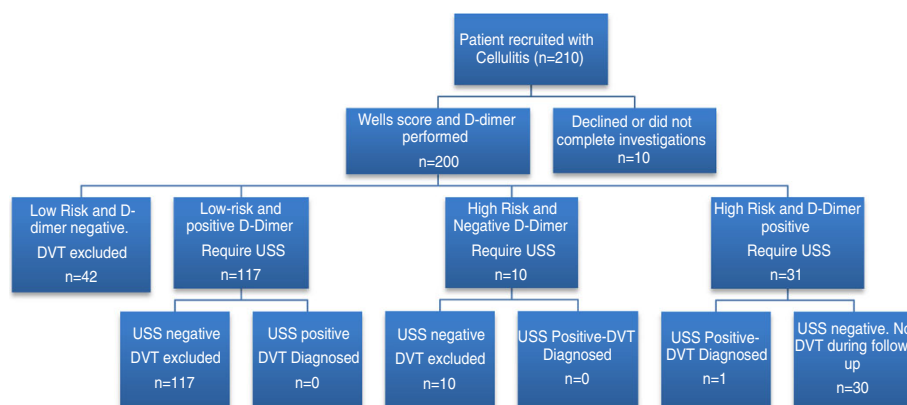 Patient recruited with
Cellulitis (n=210)
Wells score and D-dimer
performed
n=200
Declined or did not
complete investigations
n=10
Low Risk and D-
dimer negative.
DVT excluded
n=42
Low-risk and
positive D-Dimer
Require USS
n=117
High Risk and
Negative D-Dimer
Require USS
n=10
High Risk and D-Dimer
positive
Require USS
n=31
USS negative
DVT excluded
n=117
USS positive
DVT Diagnosed
n=0
USS negative
DVT excluded
n=10
USS Positive-DVT
Diagnosed
n=0
USS Positive-
DVT Diagnosed
n=1
USS negative. No
DVT during follow
up
n=30